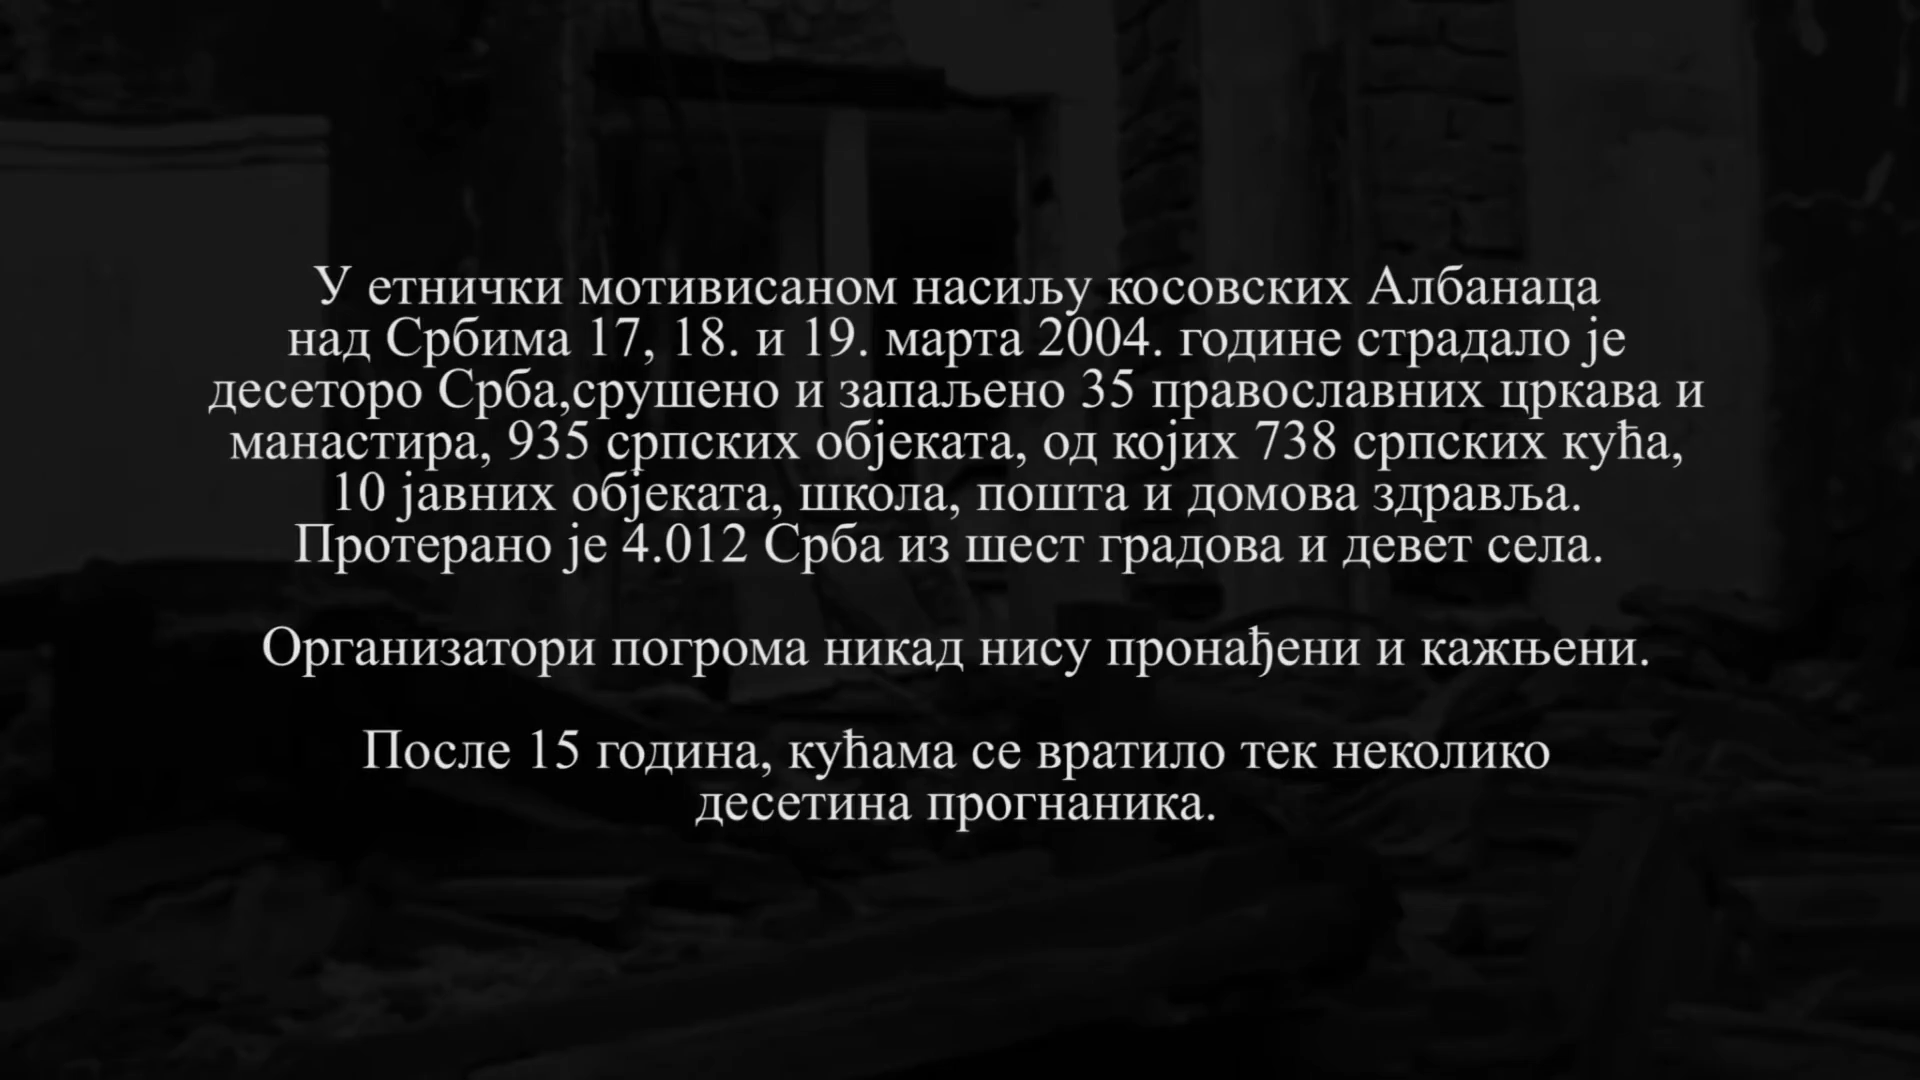 У етнички мотивисаном насиљу косовских Албанаца
над Србима 17, 18. и 19. марта 2004. године страдало је
десеторо Срба,срушено и запаљено 35 православних цркава и
манастира, 935 српских објеката, од којих 738 српских кућа,
10 јавних објеката, школа, пошта и домова здравља.
Протерано је 4.012 Срба из шест градова и девет села.
Организатори погрома никад нису пронађени и кажњени.
После 15 година, кућама се вратило тек неколико
десетина прогнаника.